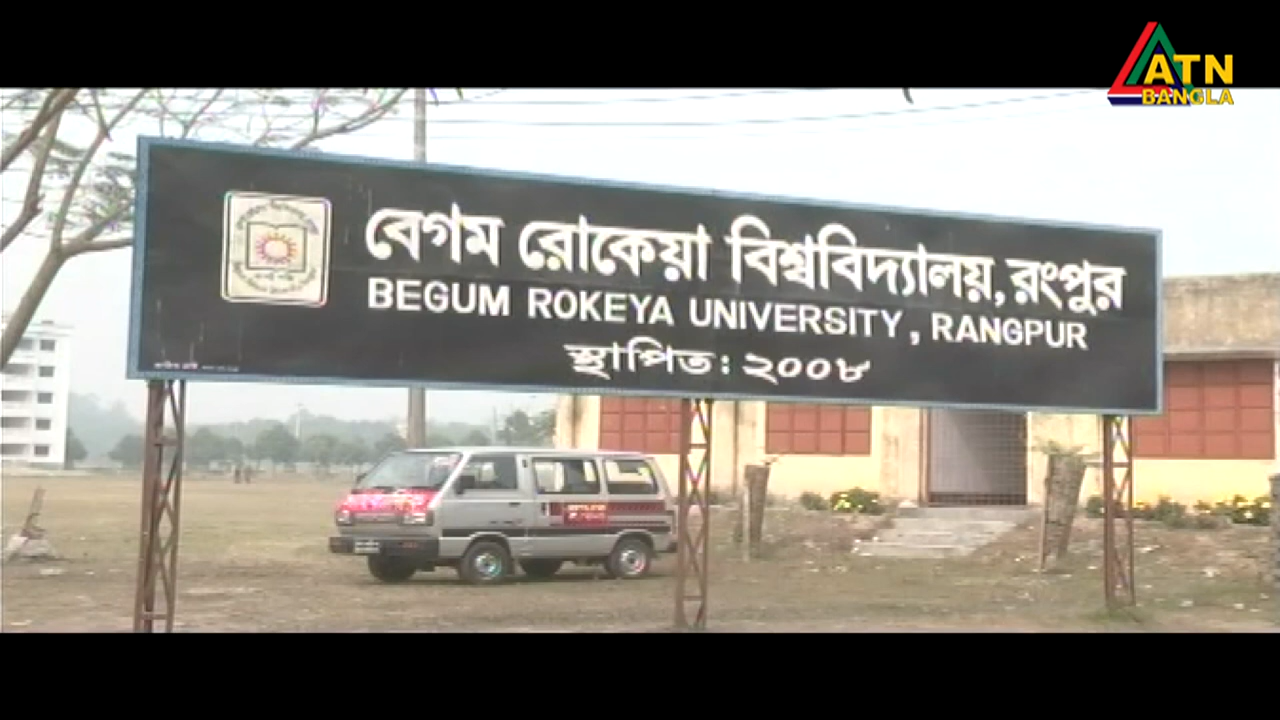 ATN
BANGLA
বেগম রোকেয়া বিশ্ববিদ্যালয়, রংপুর
BEGUM ROKEYA UNIVERSITY, RANGPUR
স্থাপিত: ২০০৮